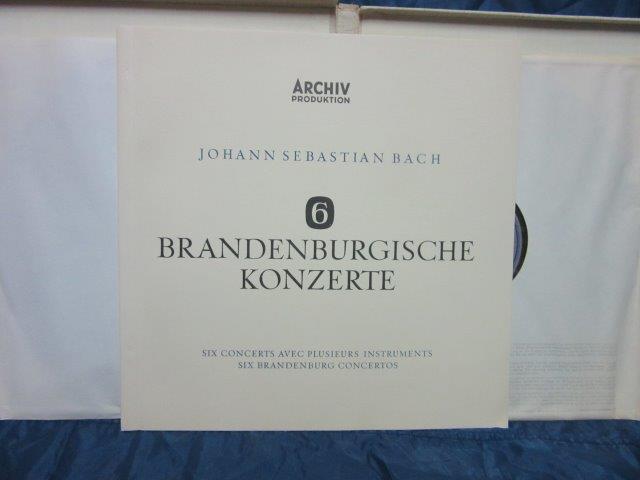 ARCHIV
PRODUKTION
JOHANN SEBASTIAN BACH
6
BRANDENBURGISCHE
KONZERTE
SIX CONCERTS AVEC PLUSIEURS INSTRUMENTS
SIX BRANDENBURG CONCERTOS